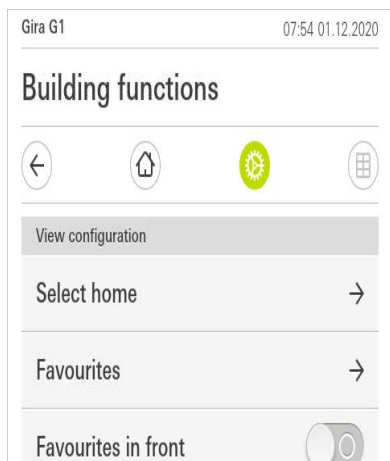 Gira G1
07:54 01.12.2020
Building functions
View configuration
Select home
Favourites
Favourites in front